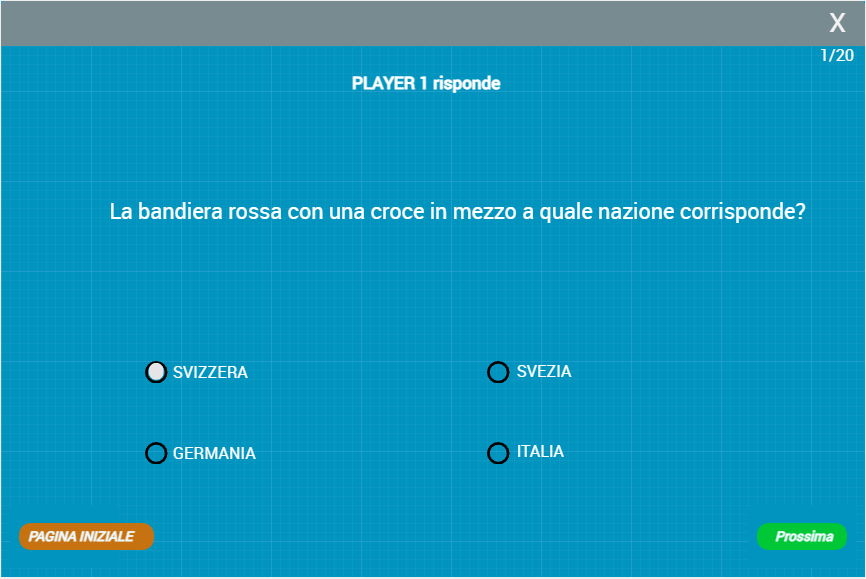 X
1/20
PLAYER 1 risponde
La bandiera rossa con una croce in mezzo a quale nazione corrisponde?
SVIZZERA
SVEZIA
GERMANIA
ITALIA
PAGINA INIZIALE
Prossima